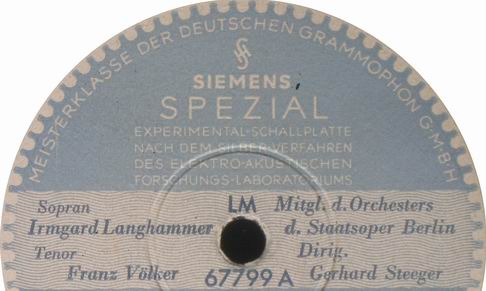 MEISTERKLASSE DER DEUTSCHEN GRAMMOPHON G·M·B·H
SIEMENS
SPEZIAL
EXPERIMENTAL-SCHALLPLATTE
NACH DEM SILBER-VERFAHREN
DES ELEKTRO-AKUSTISCHEN
FORSCHUNGS-LABORATORIUMS
Sopran LM Mitgl. d. Orchesters
Irmgard Langhammer d. Staatsoper Berlin
Tenor Dirig.
Franz Völker 67799 A Gerhard Steeger